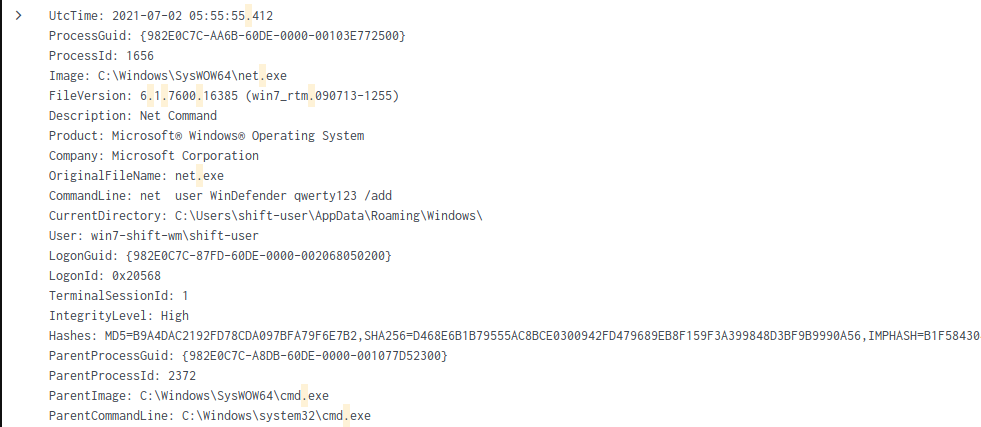 UtcTime: 2021-07-02 05:55:55.412
ProcessGuid: {982E0C7C-AA6B-60DE-0000-00103E772500}
ProcessId: 1656
Image: C:\Windows\SysWOW64\net.exe
FileVersion: 6.1.7600.16385 (win7_rtm.090713-1255)
Description: Net Command
Product: Microsoft® Windows® Operating System
Company: Microsoft Corporation
OriginalFileName: net.exe
CommandLine: net  user WinDefender qwerty123 /add
CurrentDirectory: C:\Users\shift-user\AppData\Roaming\Windows\
User: win7-shift-wm\shift-user
LogonGuid: {982E0C7C-87FD-60DE-0000-002068050200}
LogonId: 0x20568
TerminalSessionId: 1
IntegrityLevel: High
Hashes: MD5=B9A4DAC2192FD78CDA097BFA79F6E7B2,SHA256=D468E6B1B79555AC8BCE0300942FD479689EB8F159F3A399848D3BF9B9990A56,IMPHASH=B1F58430
ParentProcessGuid: {982E0C7C-A8DB-60DE-0000-001077D52300}
ParentProcessId: 2372
ParentImage: C:\Windows\SysWOW64\cmd.exe
ParentCommandLine: C:\Windows\system32\cmd.exe